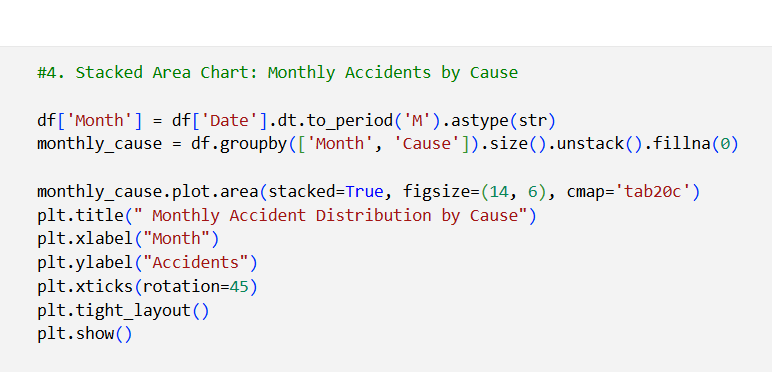 #4. Stacked Area Chart: Monthly Accidents by Cause
df['Month'] = df['Date'].dt.to_period('M').astype(str)
monthly_cause = df.groupby(['Month', 'Cause']).size().unstack().fillna(0)
monthly_cause.plot.area(stacked=True, figsize=(14, 6), cmap='tab20c')
plt.title(" Monthly Accident Distribution by Cause")
plt.xlabel("Month")
plt.ylabel("Accidents")
plt.xticks(rotation=45)
plt.tight_layout()
plt.show()